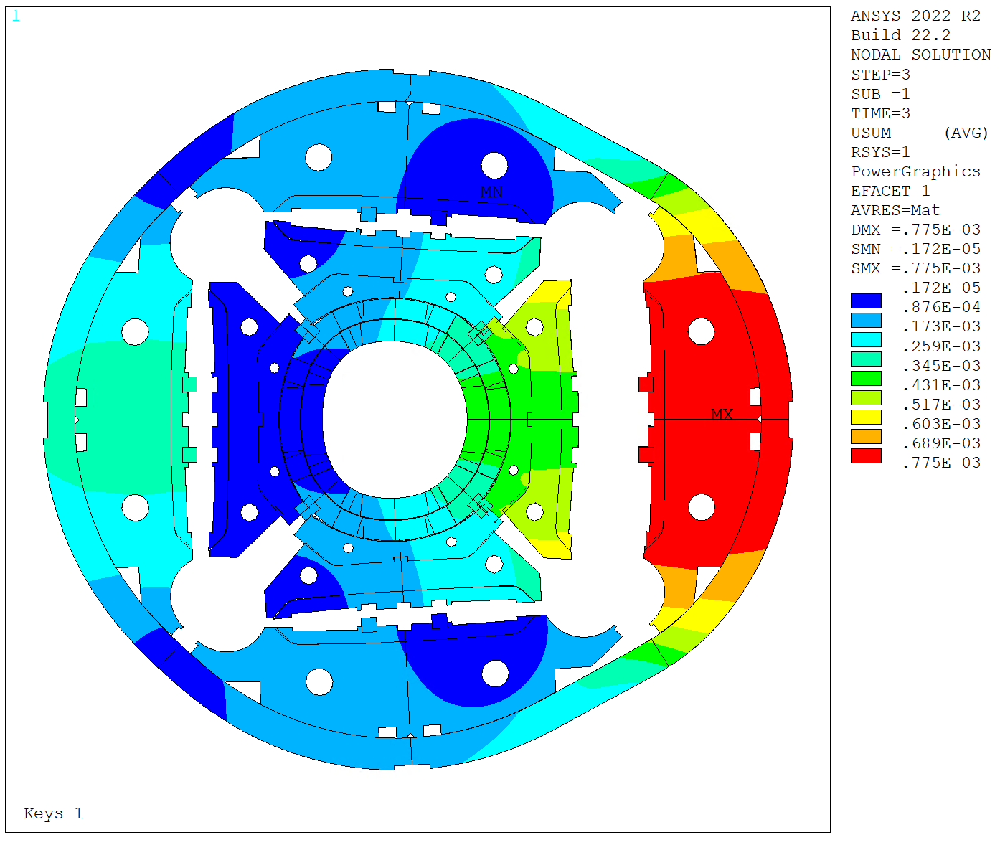 1
ANSYS 2022 R2
Build 22.2
NODAL SOLUTION
STEP=3
SUB =1
TIME=3
USUM (AVG)
RSYS=1
PowerGraphics
EFACET=1
AVRES=Mat
DMX =.775E-03
SMN =.172E-05
SMX =.775E-03
.172E-05
.876E-04
.173E-03
.259E-03
.345E-03
.431E-03
.517E-03
.603E-03
.689E-03
.775E-03
MN
MX
Keys 1